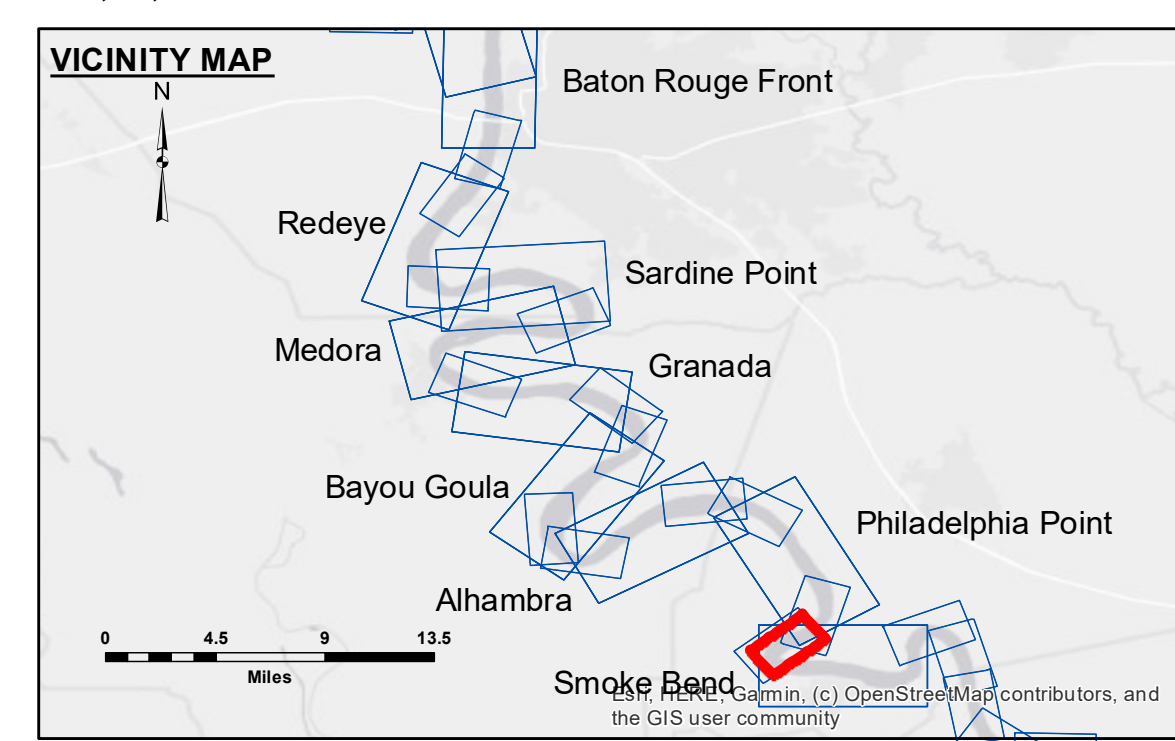 VICINITY MAP
N
Baton Rouge Front
Redeye
Sardine Point
Medora
Granada
Bayou Goula
Philadelphia Point
Alhambra
0 4.5 9 13.5
Miles
Smoke Bend
Esri, HERE, Garmin, (c) OpenStreetMap contributors, and
the GIS user community